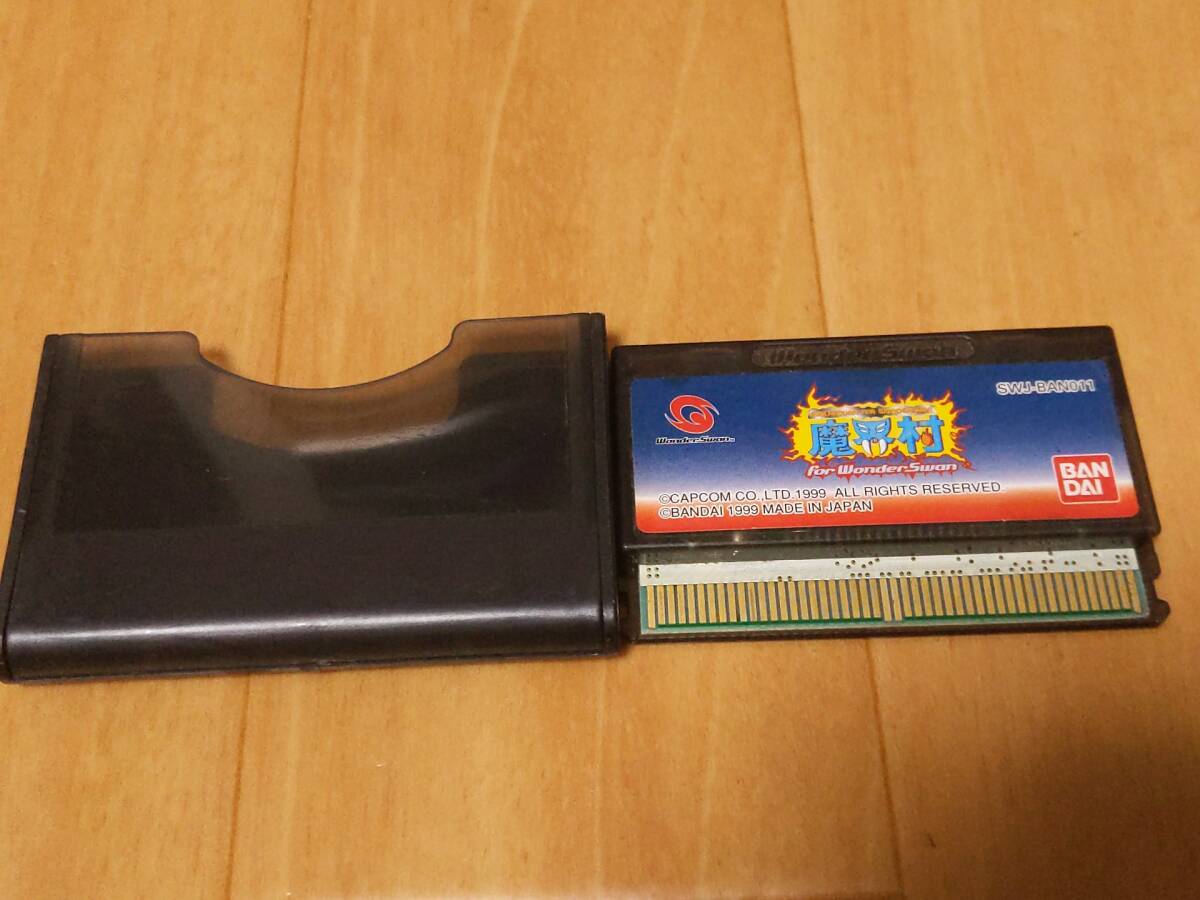 WonderSwan
SWJ-BAN011
WonderSwan
魔界村
for WonderSwan
©CAPCOM CO.,LTD.1999 ALL RIGHTS RESERVED
©BANDAI 1999 MADE IN JAPAN
BAN
DAI